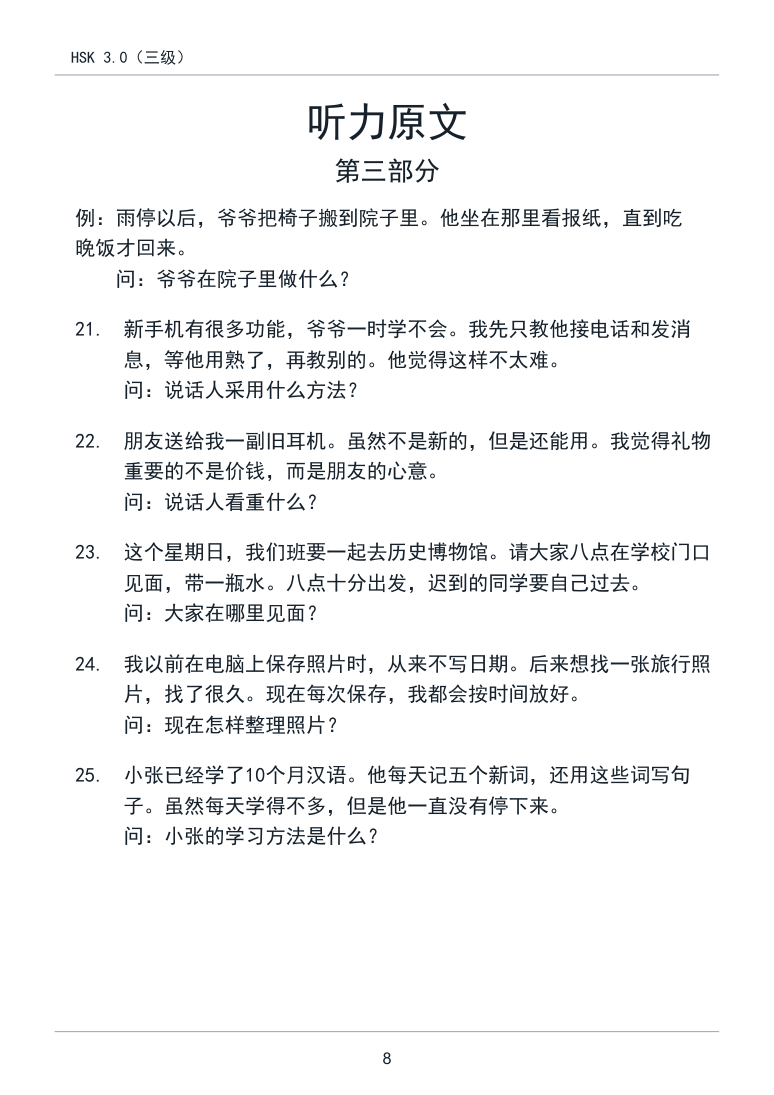 HSK 3.0（三级）
听力原文
第三部分
例：雨停以后，爷爷把椅子搬到院子里。他坐在那里看报纸，直到吃
晚饭才回来。
问：爷爷在院子里做什么？
21. 新手机有很多功能，爷爷一时学不会。我先只教他接电话和发消
息，等他用熟了，再教别的。他觉得这样不太难。
问：说话人采用什么方法？
22. 朋友送给我一副旧耳机。虽然不是新的，但是还能用。我觉得礼物
重要的不是价钱，而是朋友的心意。
问：说话人看重什么？
23. 这个星期日，我们班要一起去历史博物馆。请大家八点在学校门口
见面，带一瓶水。八点十分出发，迟到的同学要自己过去。
问：大家在哪里见面？
24. 我以前在电脑上保存照片时，从来不写日期。后来想找一张旅行照
片，找了很久。现在每次保存，我都会按时间放好。
问：现在怎样整理照片？
25. 小张已经学了10个月汉语。他每天记五个新词，还用这些词写句
子。虽然每天学得不多，但是他一直没有停下来。
问：小张的学习方法是什么？
8